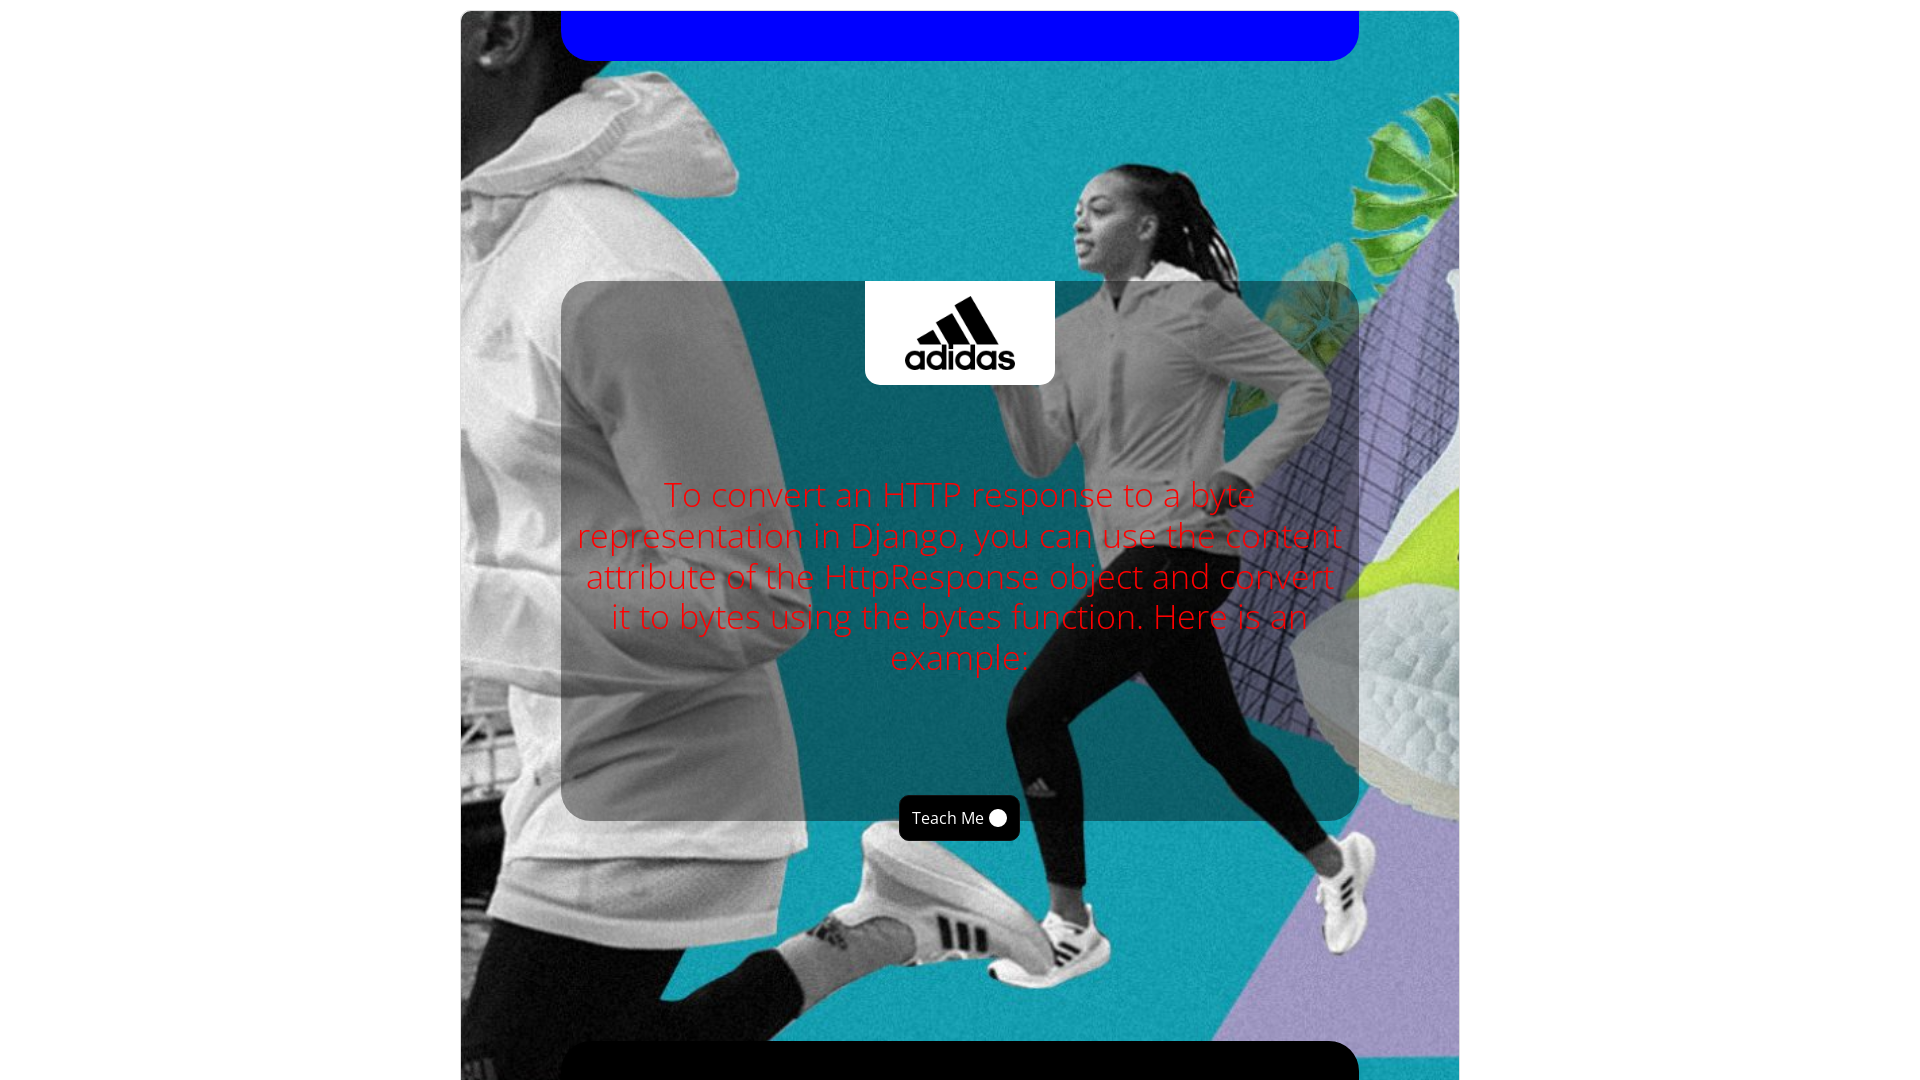 adidas
To convert an HTTP response to a byte
representation in Django, you can use the content
attribute of the HttpResponse object and convert
it to bytes using the bytes function. Here is an
example:
Teach Me